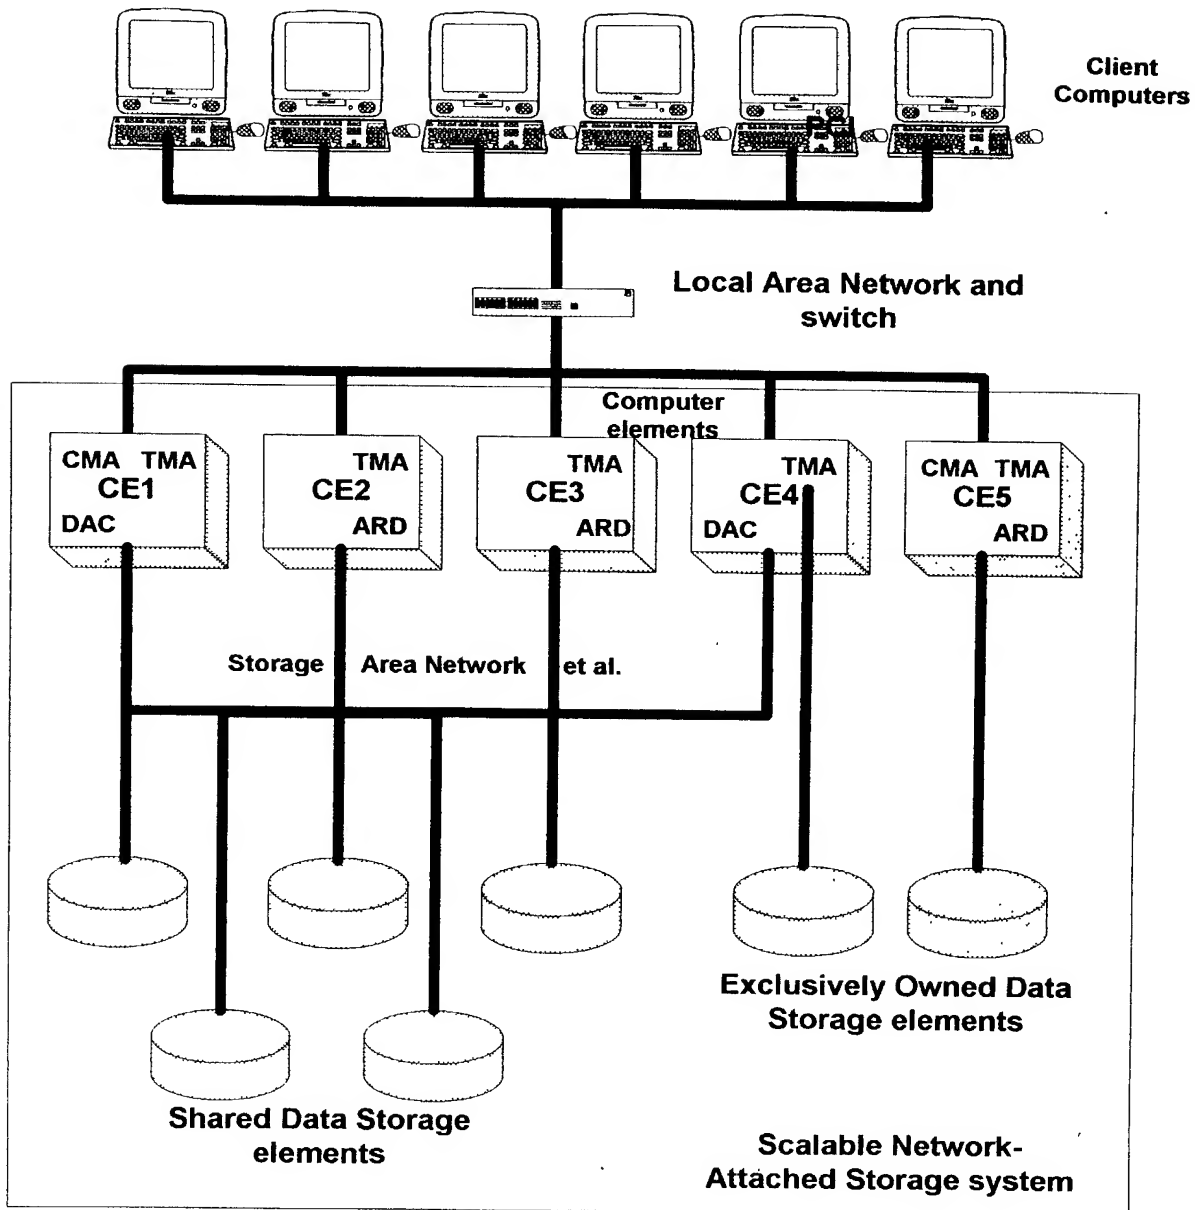 Client
Computers
Local Area Network and
switch
Computer
elements
CMA TMA
CE1
DAC
TMA
CE2
ARD
TMA
CE3
ARD
TMA
CE4
DAC
CMA TMA
CE5
ARD
Storage Area Network et al.
Exclusively Owned Data
Storage elements
Shared Data Storage
elements
Scalable Network-
Attached Storage system